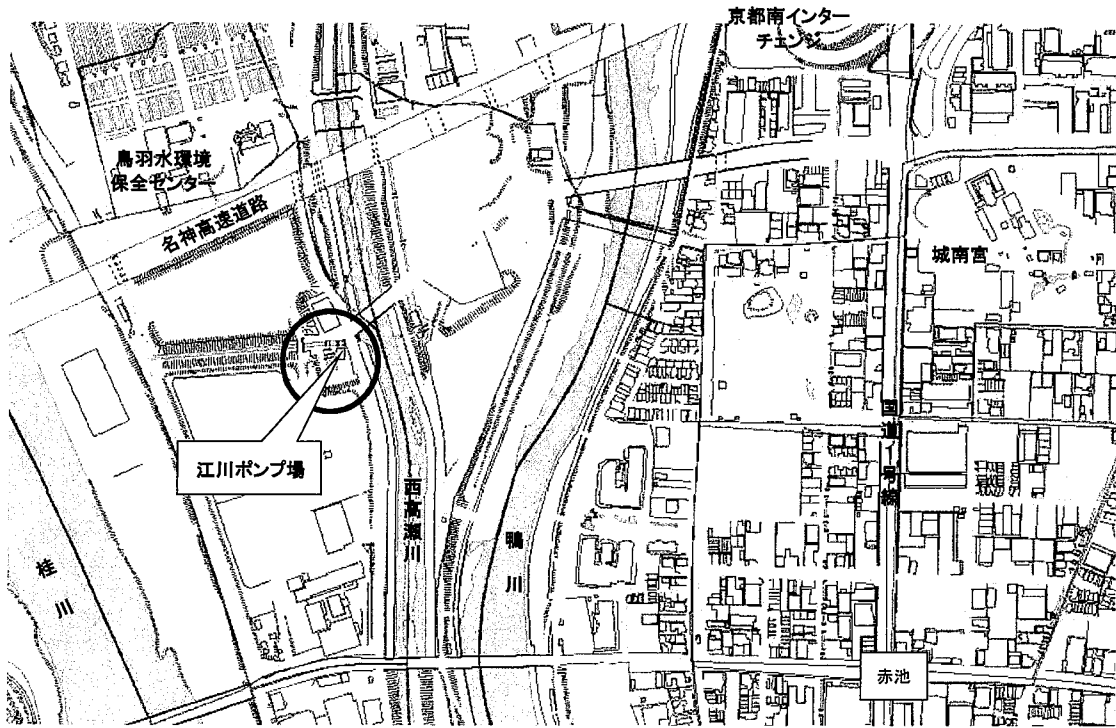 京都南インター
チェンジ
鳥羽水環境
保全センター
名神高速道路
城南宮
江川ポンプ場
国道1号線
西高瀬川
鴨川
桂川
赤池